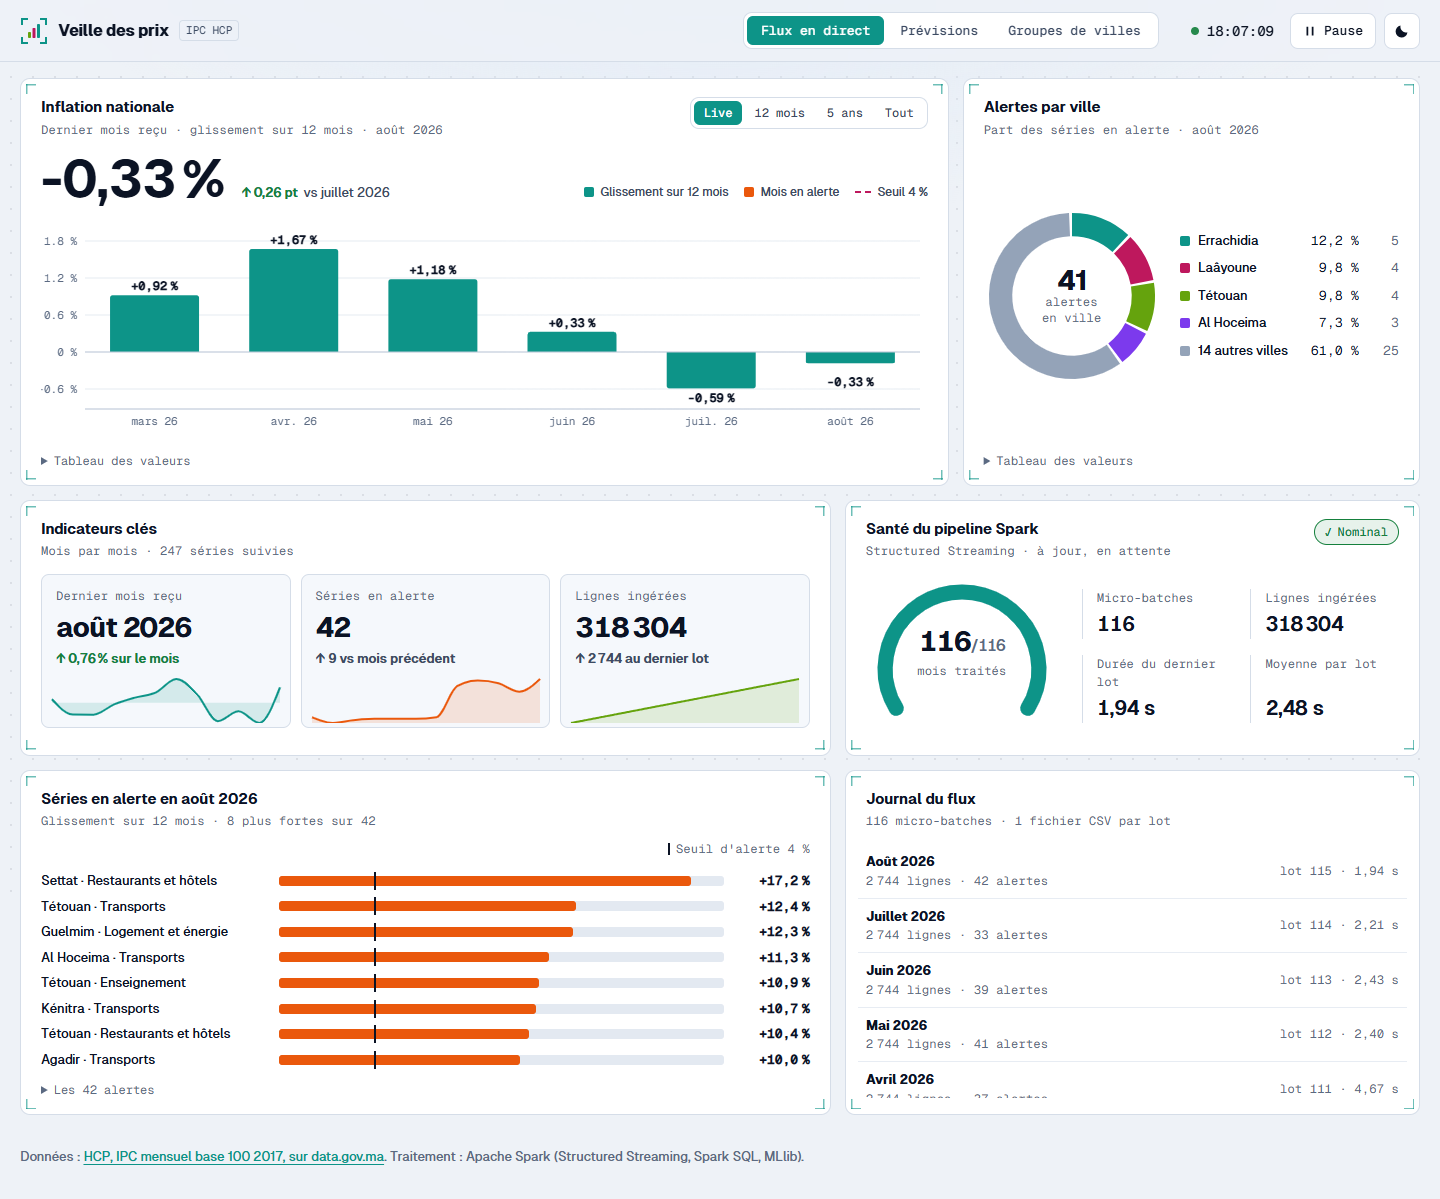 Veille des prix IPC HCP
Flux en direct Prévisions Groupes de villes
18:07:09 Pause
Inflation nationale
Dernier mois reçu · glissement sur 12 mois · août 2026
Live 12 mois 5 ans Tout
-0,33 %
↑ 0,26 pt vs juillet 2026
Glissement sur 12 mois Mois en alerte Seuil 4 %
1.8 %
1.2 %
0.6 %
0 %
-0.6 %
+0,92 %
+1,67 %
+1,18 %
+0,33 %
-0,59 %
-0,33 %
mars 26 avr. 26 mai 26 juin 26 juil. 26 août 26
Tableau des valeurs
Alertes par ville
Part des séries en alerte · août 2026
41
alertes
en ville
Errachidia 12,2 % 5
Laâyoune 9,8 % 4
Tétouan 9,8 % 4
Al Hoceima 7,3 % 3
14 autres villes 61,0 % 25
Tableau des valeurs
Indicateurs clés
Mois par mois · 247 séries suivies
Dernier mois reçu
août 2026
↑ 0,76 % sur le mois
Séries en alerte
42
↑ 9 vs mois précédent
Lignes ingérées
318 304
↑ 2 744 au dernier lot
Santé du pipeline Spark
Structured Streaming · à jour, en attente
✓ Nominal
116/116
mois traités
Micro-batches
116
Lignes ingérées
318 304
Durée du dernier
lot
1,94 s
Moyenne par lot
2,48 s
Séries en alerte en août 2026
Glissement sur 12 mois · 8 plus fortes sur 42
Seuil d'alerte 4 %
Settat · Restaurants et hôtels +17,2 %
Tétouan · Transports +12,4 %
Guelmim · Logement et énergie +12,3 %
Al Hoceima · Transports +11,3 %
Tétouan · Enseignement +10,9 %
Kénitra · Transports +10,7 %
Tétouan · Restaurants et hôtels +10,4 %
Agadir · Transports +10,0 %
Les 42 alertes
Journal du flux
116 micro-batches · 1 fichier CSV par lot
Août 2026
2 744 lignes · 42 alertes
lot 115 · 1,94 s
Juillet 2026
2 744 lignes · 33 alertes
lot 114 · 2,21 s
Juin 2026
2 744 lignes · 39 alertes
lot 113 · 2,43 s
Mai 2026
2 744 lignes · 41 alertes
lot 112 · 2,40 s
Avril 2026
2 744 lignes · 37 alertes
lot 111 · 4,67 s
Données : HCP, IPC mensuel base 100 2017, sur data.gov.ma. Traitement : Apache Spark (Structured Streaming, Spark SQL, MLlib).